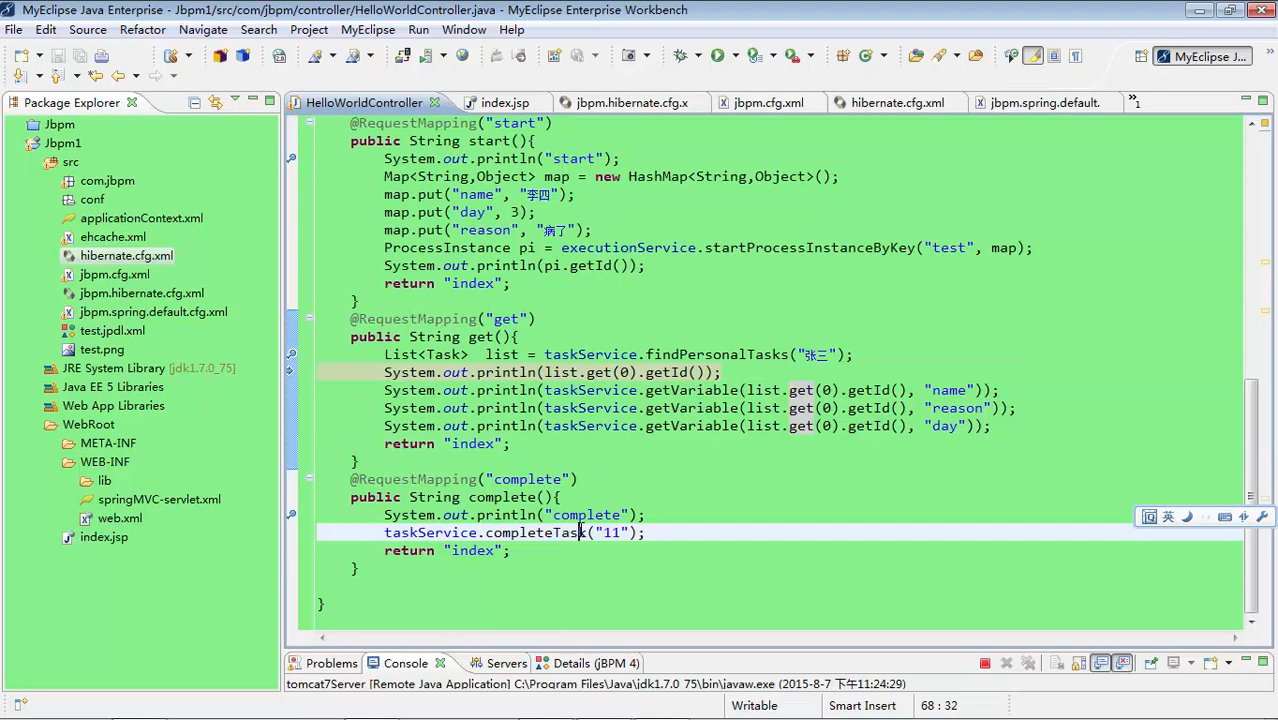 MyEclipse Java Enterprise - Jbpm1/src/com/jbpm/controller/HelloWorldController.java - MyEclipse Enterprise Workbench
File Edit Source Refactor Navigate Search Project MyEclipse Run Window Help
MyEclipse J...
Package Explorer
HelloWorldController index.jsp jbpm.hibernate.cfg.x jbpm.cfg.xml hibernate.cfg.xml jbpm.spring.default. »1
Jbpm
Jbpm1
src
com.jbpm
conf
applicationContext.xml
ehcache.xml
hibernate.cfg.xml
jbpm.cfg.xml
jbpm.hibernate.cfg.xml
jbpm.spring.default.cfg.xml
test.jpdl.xml
test.png
JRE System Library [jdk1.7.0_75]
Java EE 5 Libraries
Web App Libraries
WebRoot
META-INF
WEB-INF
lib
springMVC-servlet.xml
web.xml
index.jsp
@RequestMapping("start")
public String start(){
System.out.println("start");
Map<String,Object> map = new HashMap<String,Object>();
map.put("name", "李四");
map.put("day", 3);
map.put("reason", "病了");
ProcessInstance pi = executionService.startProcessInstanceByKey("test", map);
System.out.println(pi.getId());
return "index";
}
@RequestMapping("get")
public String get(){
List<Task>  list = taskService.findPersonalTasks("张三");
System.out.println(list.get(0).getId());
System.out.println(taskService.getVariable(list.get(0).getId(), "name"));
System.out.println(taskService.getVariable(list.get(0).getId(), "reason"));
System.out.println(taskService.getVariable(list.get(0).getId(), "day"));
return "index";
}
@RequestMapping("complete")
public String complete(){
System.out.println("complete");
taskService.completeTask("11");
return "index";
}
}
英
Problems Console Servers Details (jBPM 4)
tomcat7Server [Remote Java Application] C:\Program Files\Java\jdk1.7.0_75\bin\javaw.exe (2015-8-7 下午11:24:29)
Writable Smart Insert 68 : 32